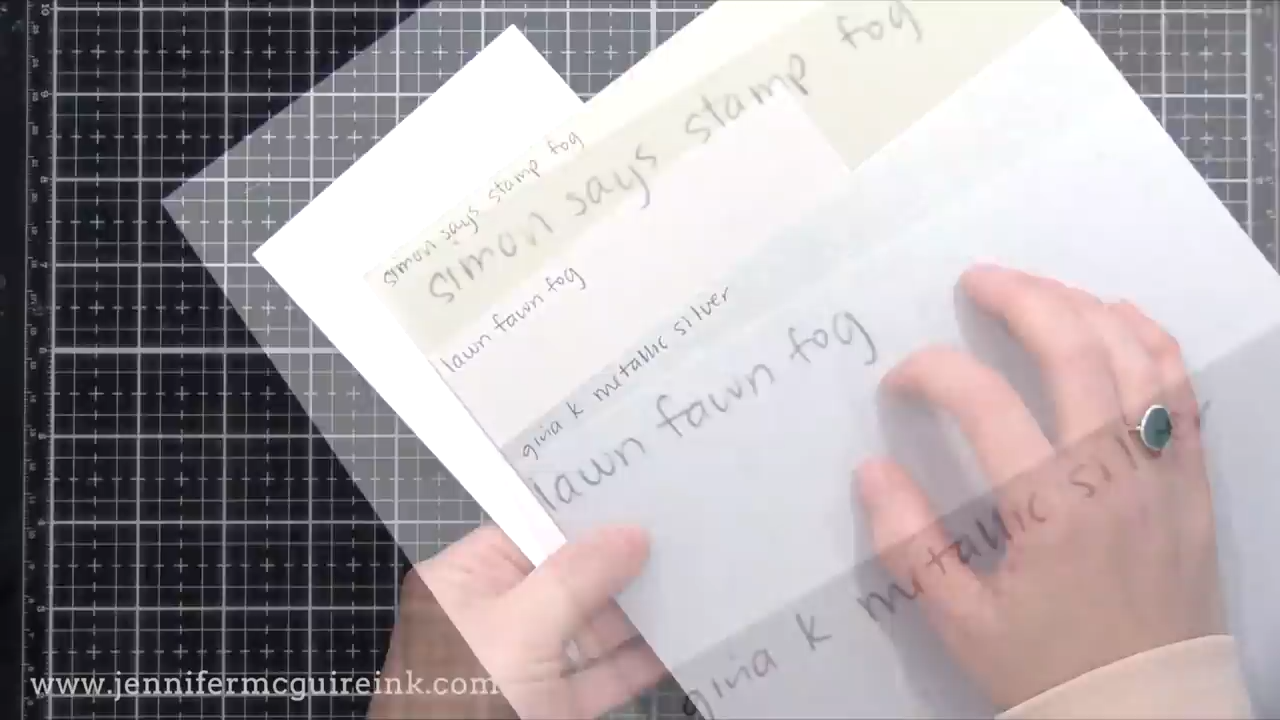 simon says stamp fog
simon says stamp fog
lawn fawn fog
gina k metallic silver
lawn fawn fog
gina k metallic silver
www.jennifermcguireink.com